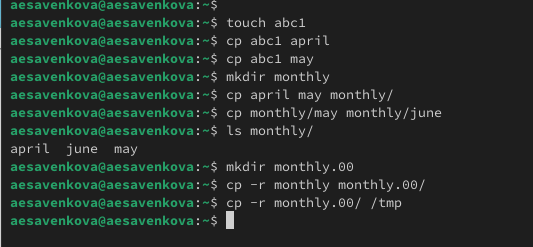 aesavenkova@aesavenkova:~$
aesavenkova@aesavenkova:~$ touch abc1
aesavenkova@aesavenkova:~$ cp abc1 april
aesavenkova@aesavenkova:~$ cp abc1 may
aesavenkova@aesavenkova:~$ mkdir monthly
aesavenkova@aesavenkova:~$ cp april may monthly/
aesavenkova@aesavenkova:~$ cp monthly/may monthly/june
aesavenkova@aesavenkova:~$ ls monthly/
april  june  may
aesavenkova@aesavenkova:~$ mkdir monthly.00
aesavenkova@aesavenkova:~$ cp -r monthly monthly.00/
aesavenkova@aesavenkova:~$ cp -r monthly.00/ /tmp
aesavenkova@aesavenkova:~$